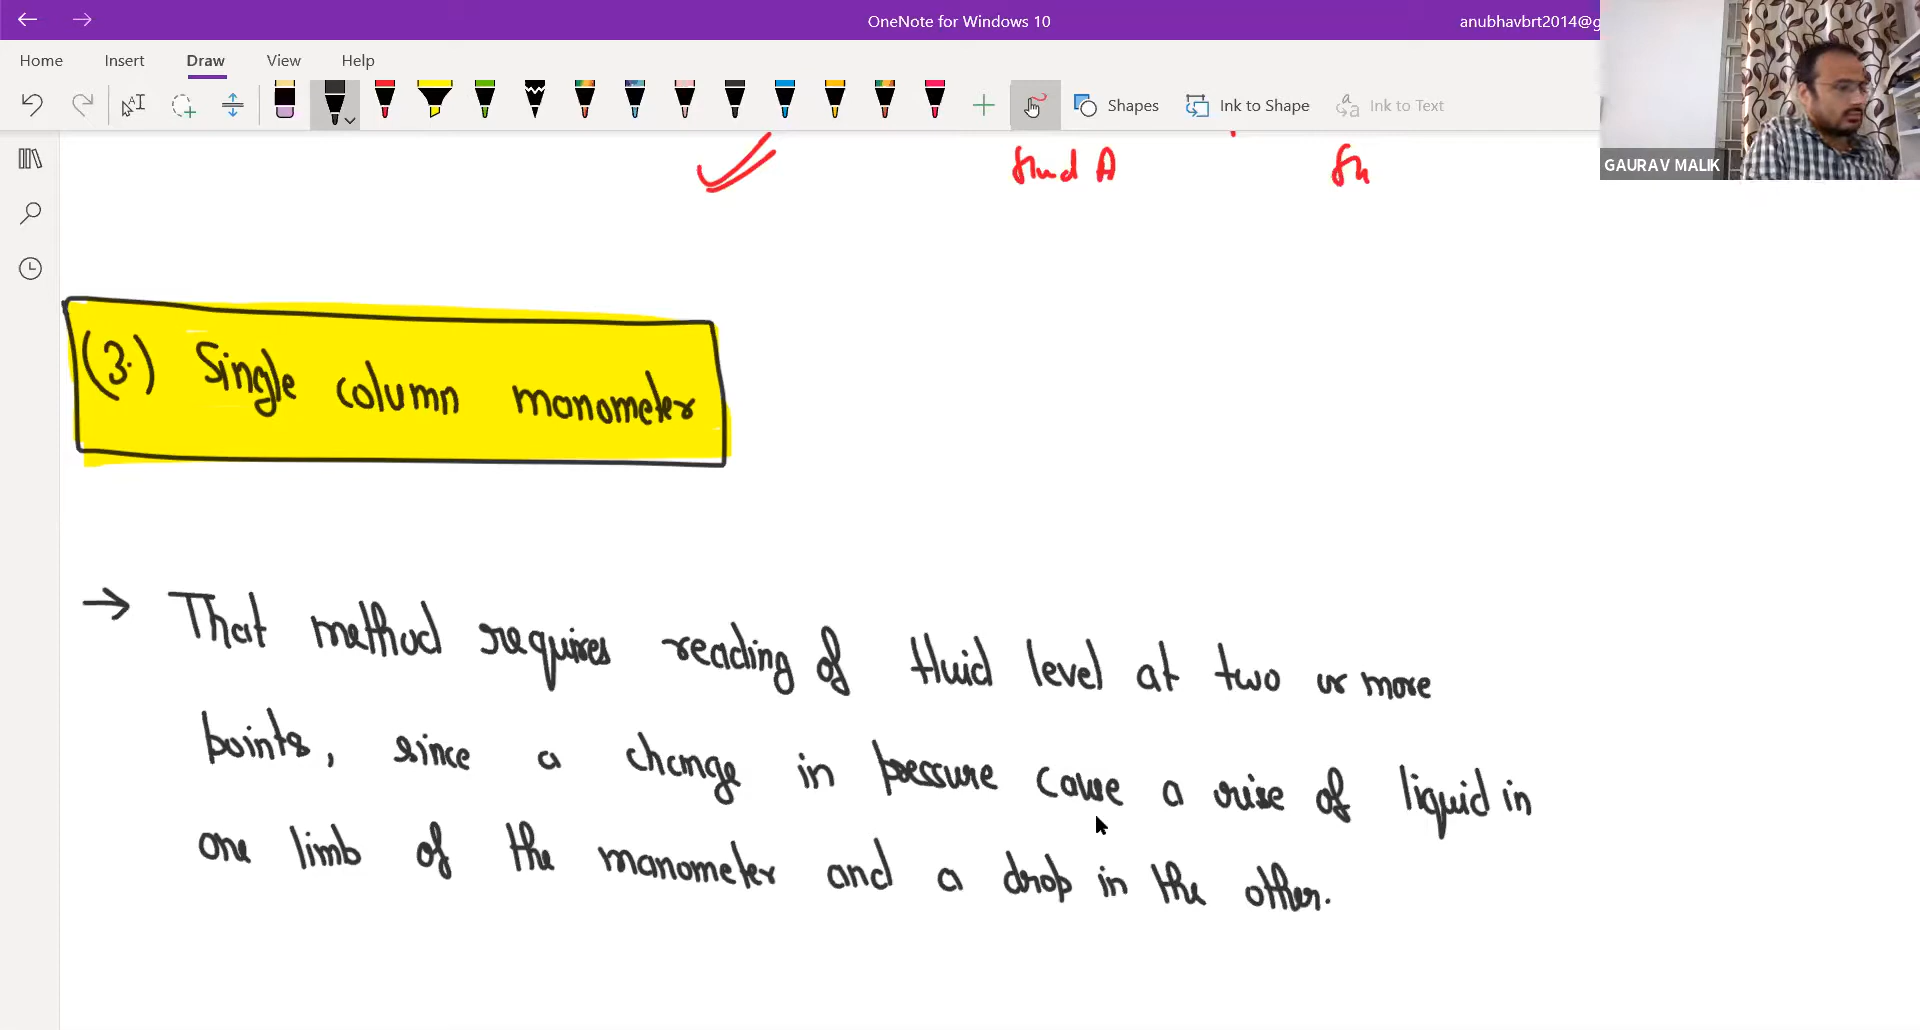 OneNote for Windows 10
anubhavbrt2014@g
Home Insert Draw View Help
Shapes Ink to Shape Ink to Text
GAURAV MALIK
fluid A
(3.) Single column manometer
→ That method requires reading of fluid level at two or more
points, since a change in pressure cause a rise of liquid in
one limb of the manometer and a drop in the other.